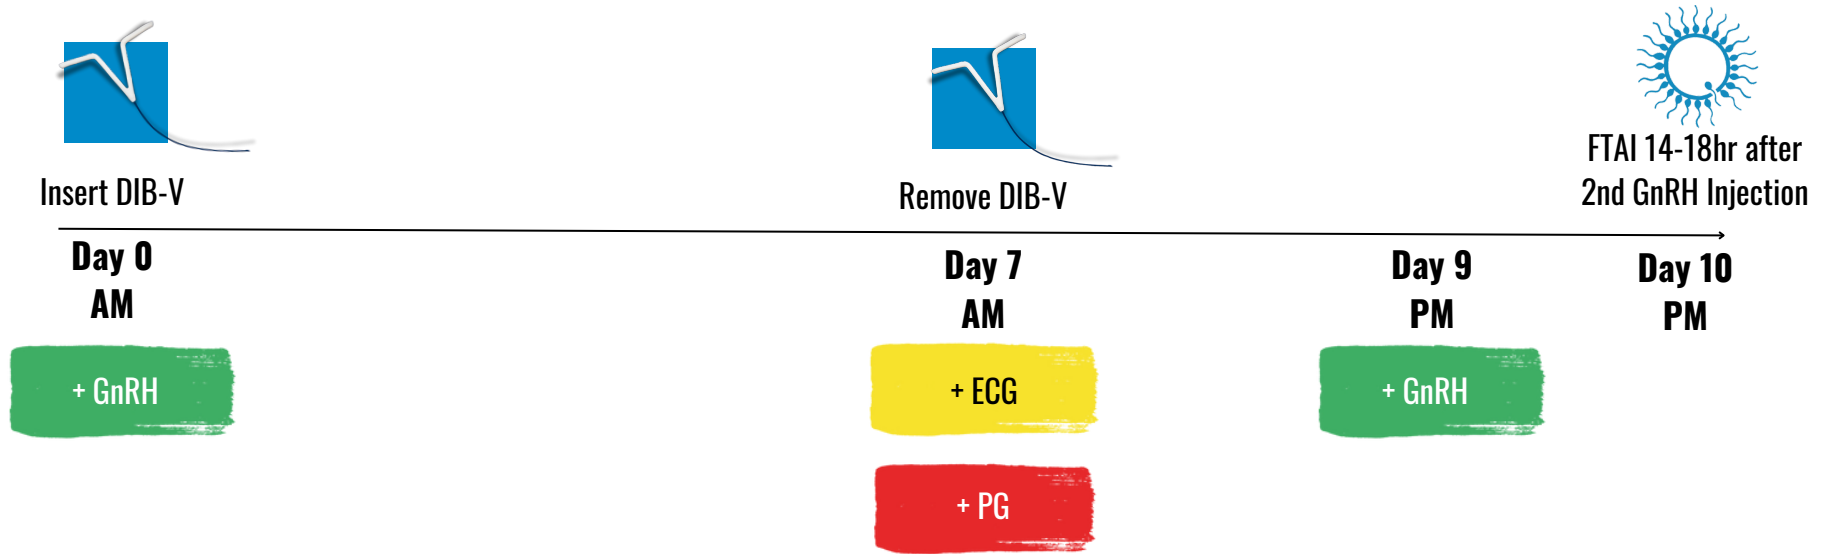 Insert DIB-V
Remove DIB-V
FTAI 14-18hr after
2nd GnRH Injection
Day 0
AM
Day 7
AM
Day 9
PM
Day 10
PM
+ GnRH
+ ECG
+ GnRH
+ PG